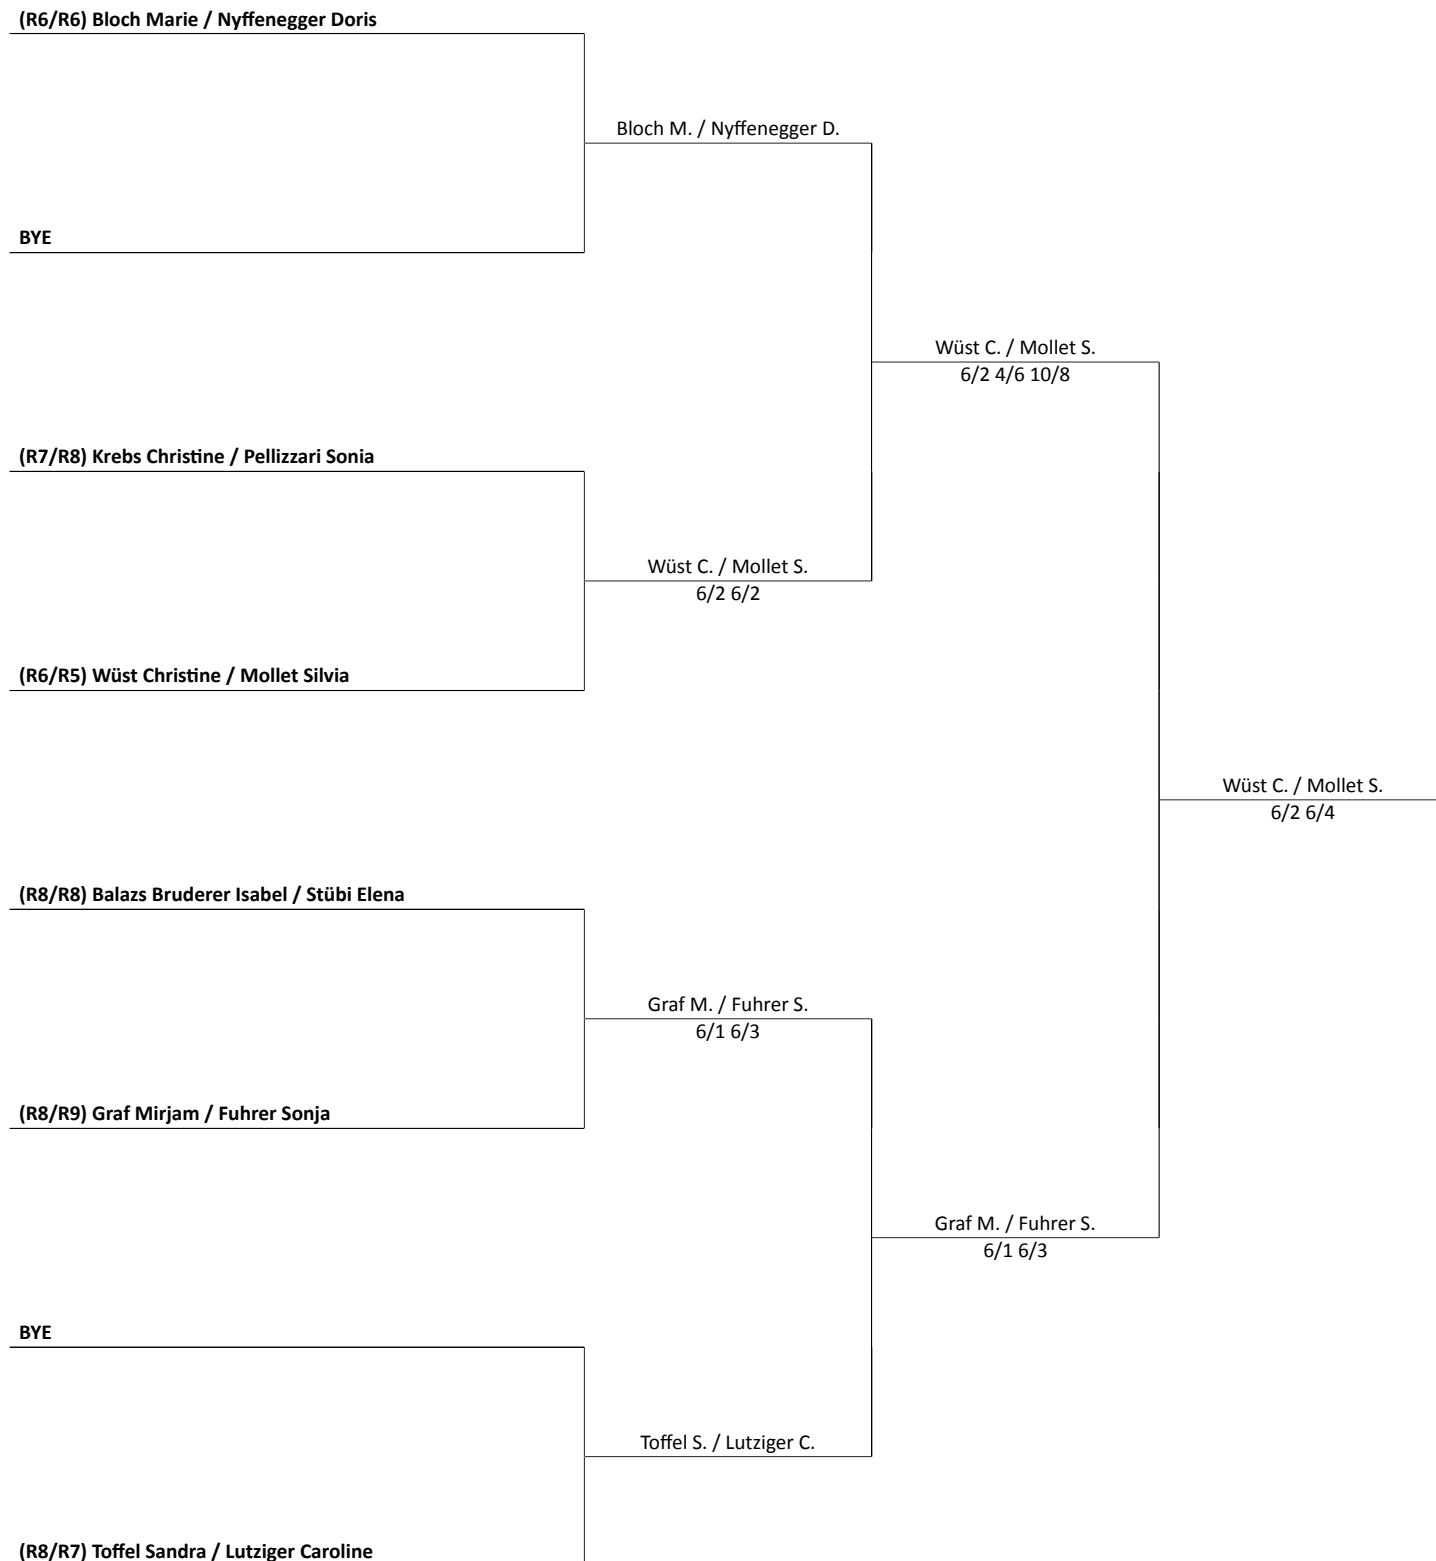 (R6/R6) Bloch Marie / Nyffenegger Doris
Bloch M. / Nyffenegger D.
BYE
Wüst C. / Mollet S.
6/2 4/6 10/8
(R7/R8) Krebs Christine / Pellizzari Sonia
Wüst C. / Mollet S.
6/2 6/2
(R6/R5) Wüst Christine / Mollet Silvia
Wüst C. / Mollet S.
6/2 6/4
(R8/R8) Balazs Bruderer Isabel / Stübi Elena
Graf M. / Fuhrer S.
6/1 6/3
(R8/R9) Graf Mirjam / Fuhrer Sonja
Graf M. / Fuhrer S.
6/1 6/3
BYE
Toffel S. / Lutziger C.
(R8/R7) Toffel Sandra / Lutziger Caroline